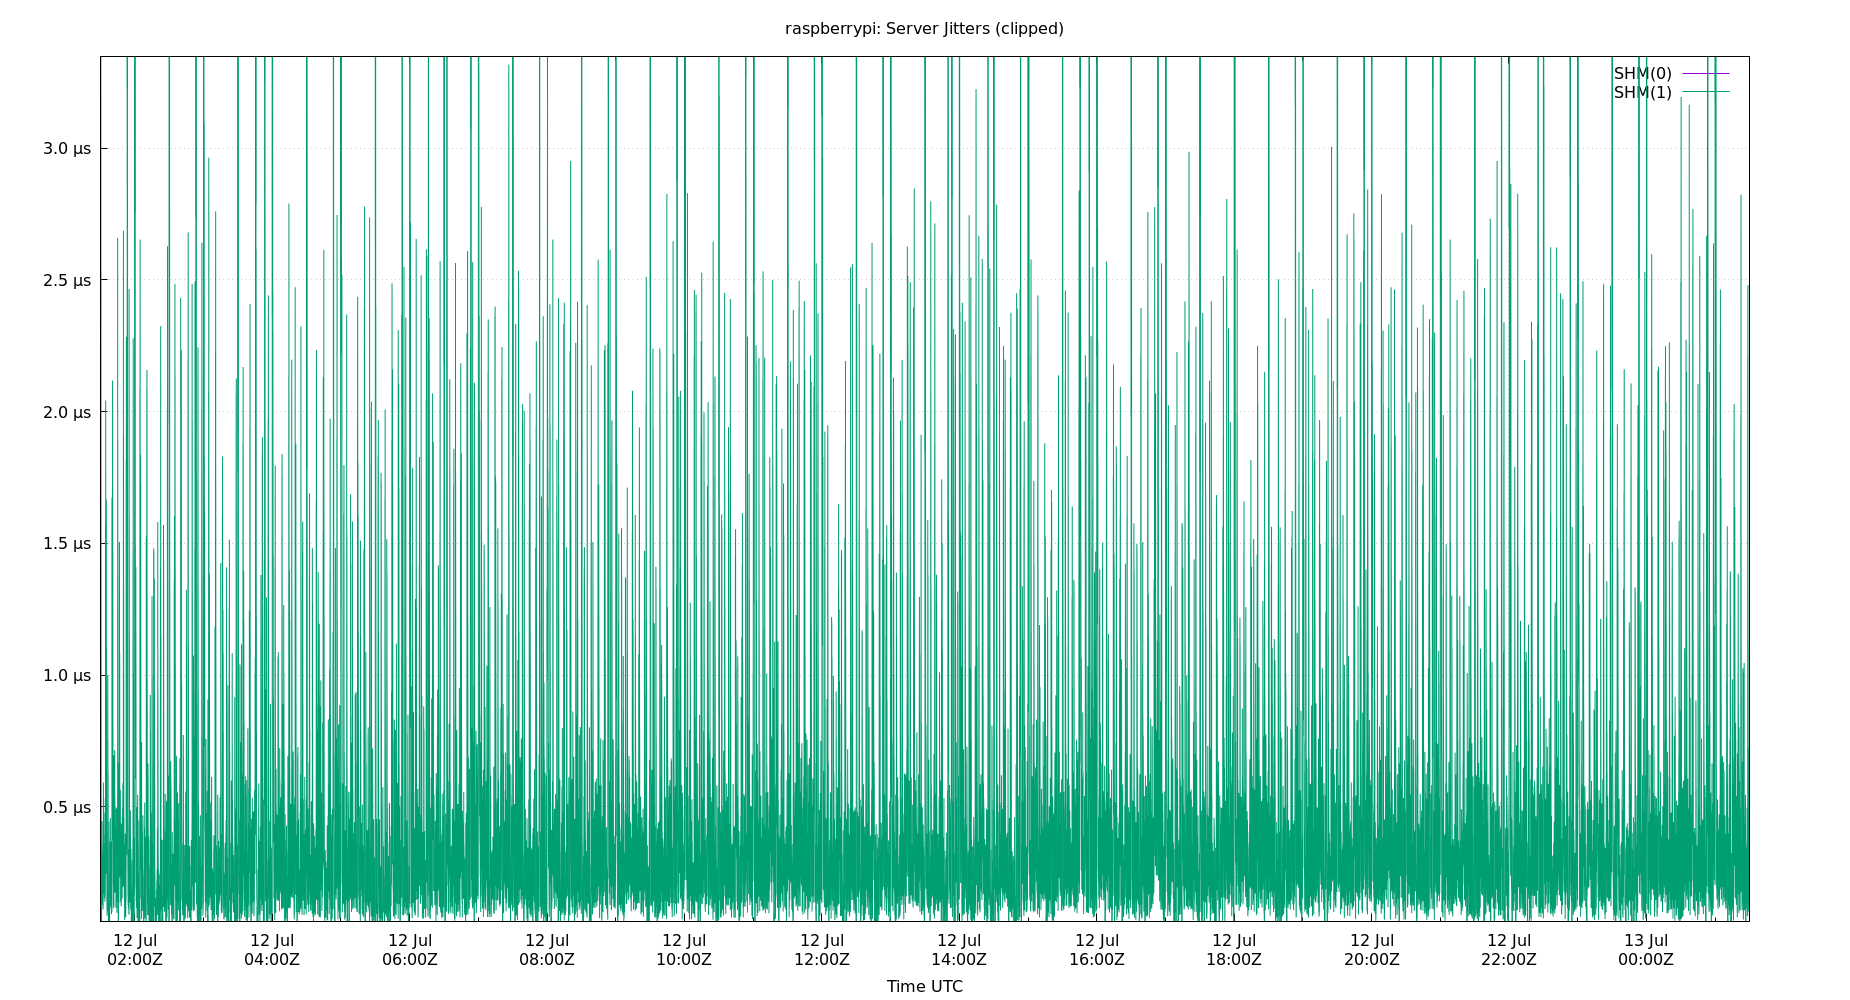 raspberrypi: Server Jitters (clipped)
SHM(0)
SHM(1)
3.0 µs
2.5 µs
2.0 µs
1.5 µs
1.0 µs
0.5 µs
12 Jul 12 Jul 12 Jul 12 Jul 12 Jul 12 Jul 12 Jul 12 Jul 12 Jul 12 Jul 12 Jul 13 Jul
02:00Z 04:00Z 06:00Z 08:00Z 10:00Z 12:00Z 14:00Z 16:00Z 18:00Z 20:00Z 22:00Z 00:00Z
Time UTC